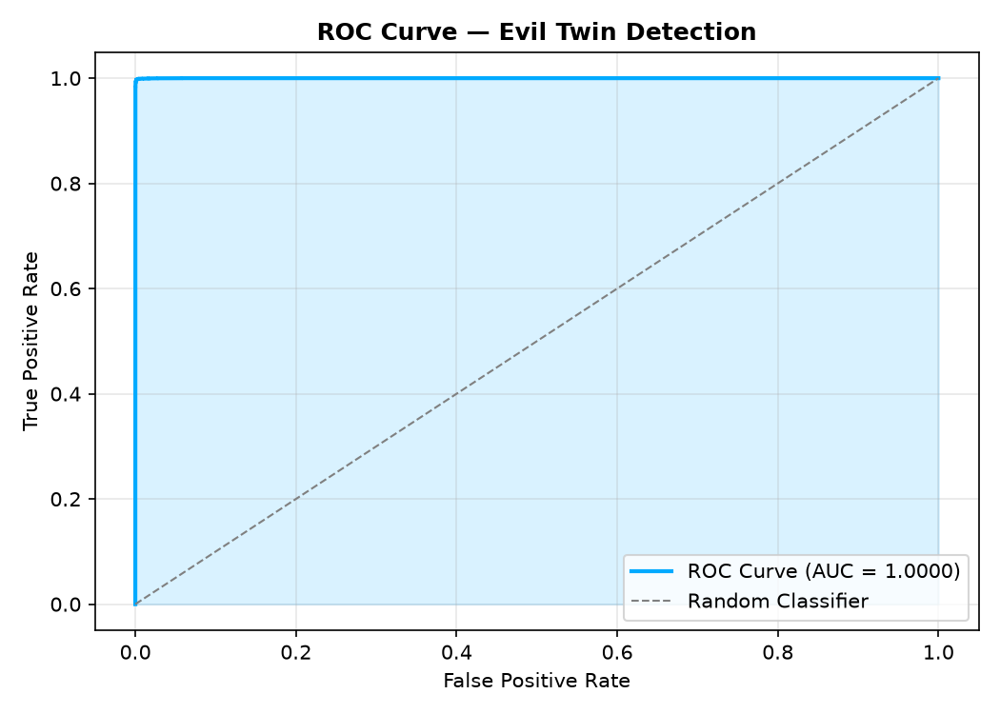 ROC Curve — Evil Twin Detection
True Positive Rate
1.0
0.8
0.6
0.4
0.2
0.0
ROC Curve (AUC = 1.0000)
Random Classifier
0.0 0.2 0.4 0.6 0.8 1.0
False Positive Rate